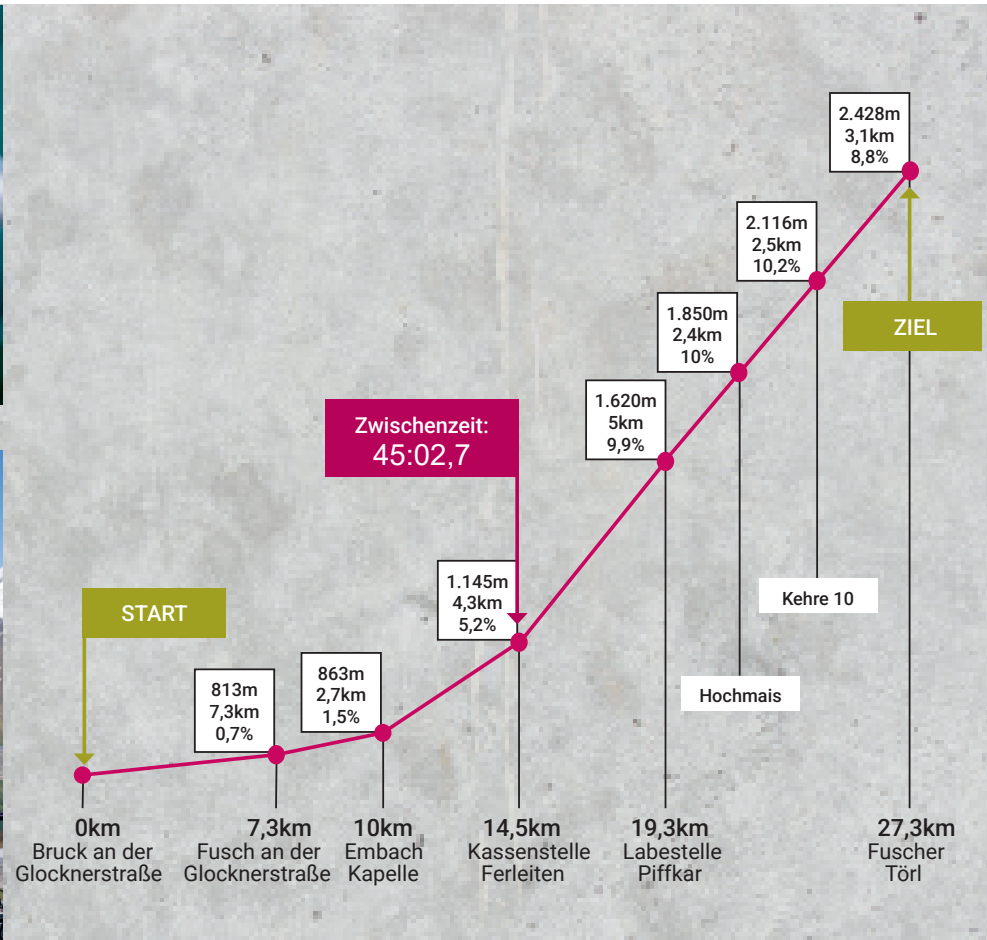 2.428m
3,1km
8,8%
2.116m
2,5km
10,2%
ZIEL
1.850m
2,4km
10%
1.620m
5km
9,9%
Zwischenzeit:
45:02,7
1.145m
4,3km
5,2%
START
Kehre 10
863m
2,7km
1,5%
813m
7,3km
0,7%
Hochmais
0km
Bruck an der
Glocknerstraße
7,3km
Fusch an der
Glocknerstraße
10km
Embach
Kapelle
14,5km
Kassenstelle
Ferleiten
19,3km
Labestelle
Piffkar
27,3km
Fuscher
Törl